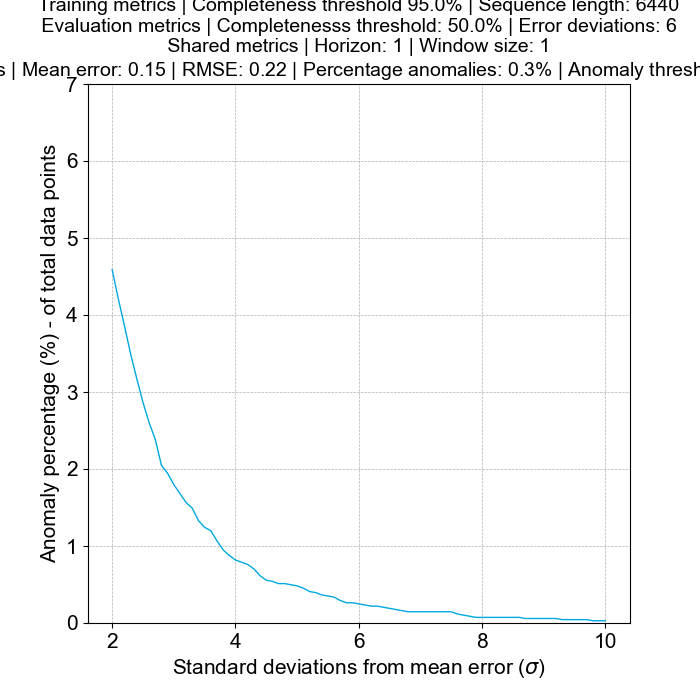 Training metrics | Completeness threshold 95.0% | Sequence length: 6440
Evaluation metrics | Completenesss threshold: 50.0% | Error deviations: 6
Shared metrics | Horizon: 1 | Window size: 1
s | Mean error: 0.15 | RMSE: 0.22 | Percentage anomalies: 0.3% | Anomaly thresh
7
6
5
4
3
2
1
0
Anomaly percentage (%) - of total data points
2 4 6 8 10
Standard deviations from mean error (σ)